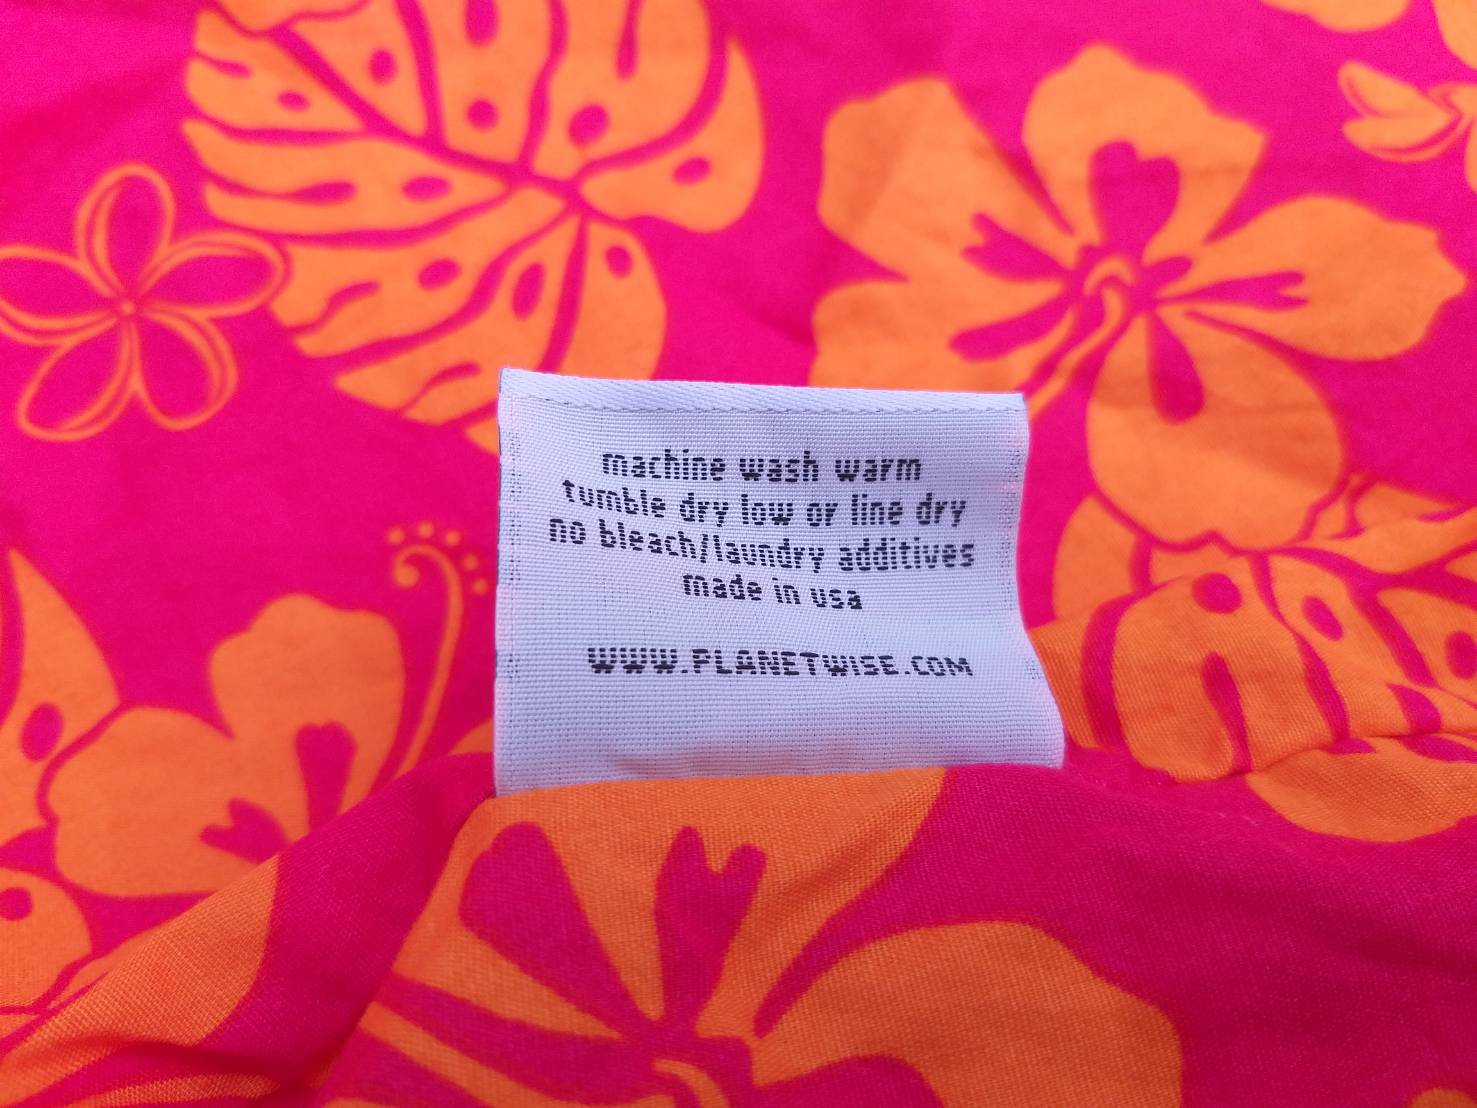 machine wash warm
tumble dry low or line dry
no bleach/laundry additives
made in usa
WWW.PLANETWISE.COM